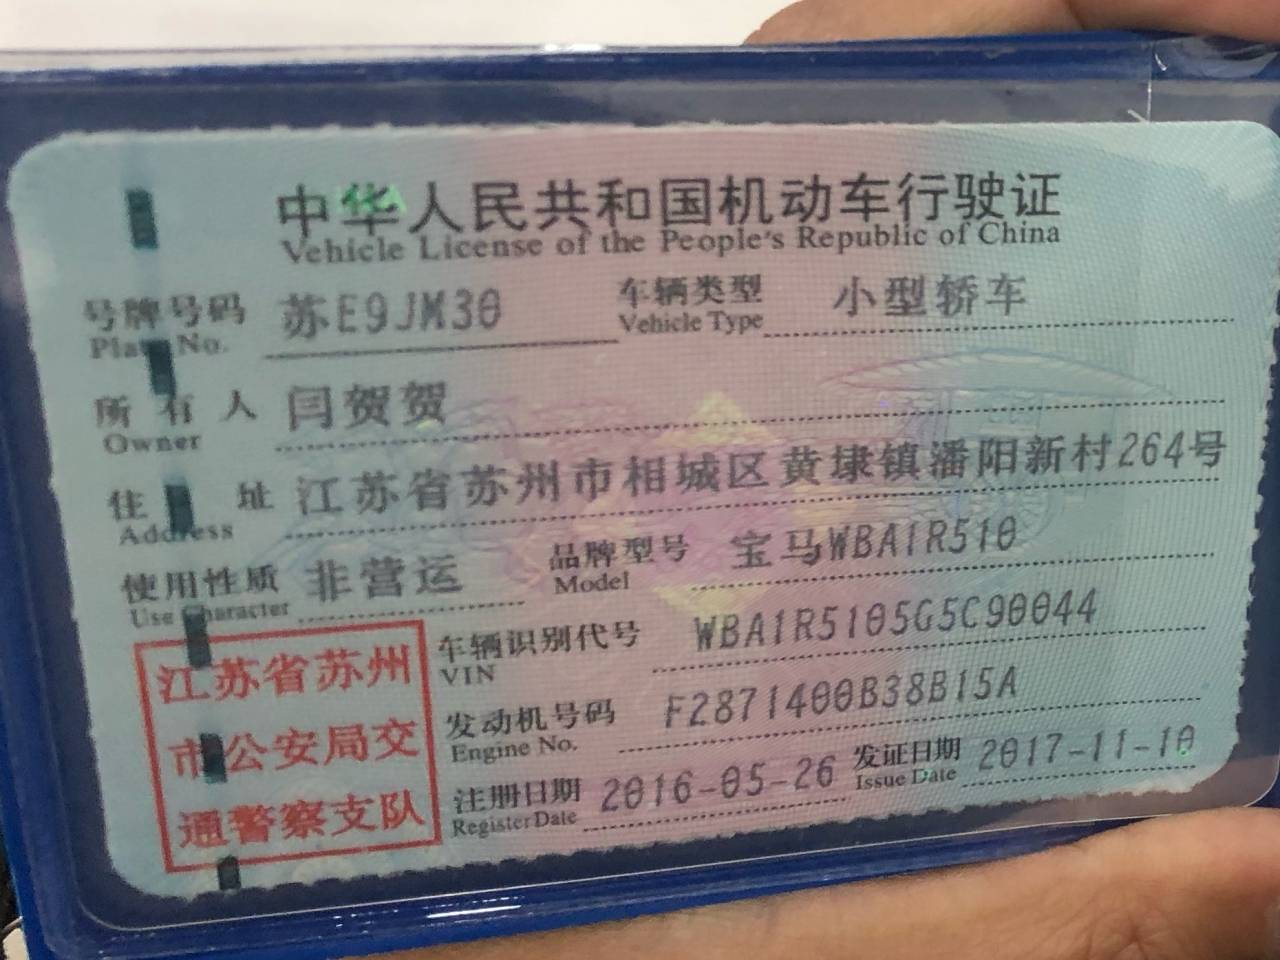 中华人民共和国机动车行驶证
Vehicle License of the People's Republic of China
号牌号码 苏E9JM30 车辆类型 小型轿车
Plate No. Vehicle Type
所有人 闫贺贺
Owner
住址 江苏省苏州市相城区黄埭镇潘阳新村264号
Address
使用性质 非营运 品牌型号 宝马WBA1R510
Use Character Model
车辆识别代号 WBA1R5105G5C90044
VIN
发动机号码 F2871400B38B15A
Engine No.
注册日期 2016-05-26 发证日期 2017-11-10
Register Date Issue Date
江苏省苏州
市公安局交
通警察支队